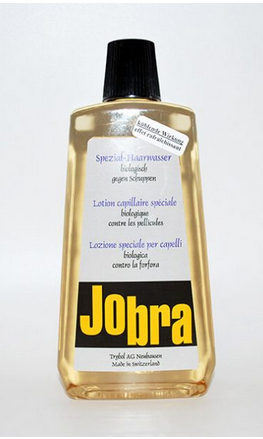 kühlende Wirkung
effet rafraîchissant
Spezial-Haarwasser
biologisch
gegen Schuppen
Lotion capillaire spéciale
biologique
contre les pellicules
Lozione speciale per capelli
biologica
contro la forfora
Jobra
Trybol AG Neuhausen
Made in Switzerland